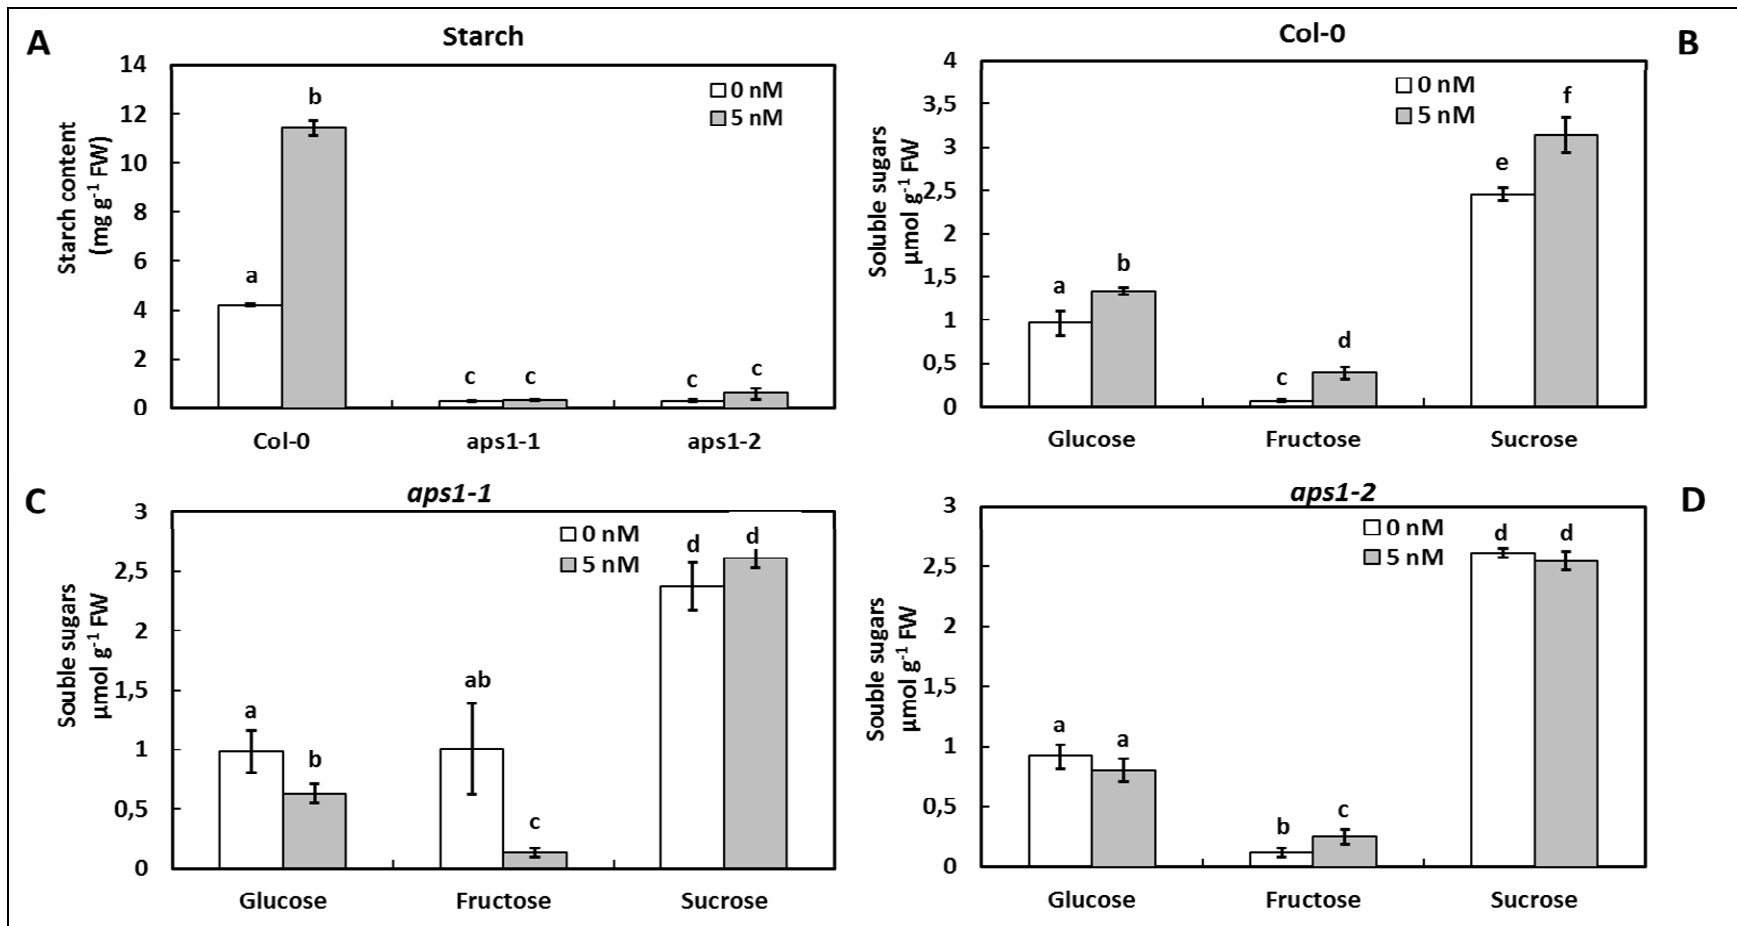 A
Starch
14
12
10
8
6
4
2
0
Starch content
(mg g-1 FW)
0 nM
5 nM
a
b
c
c
c
c
Col-0
aps1-1
aps1-2
B
Col-0
4
3,5
3
2,5
2
1,5
1
0,5
0
Soluble sugars
µmol g-1 FW
0 nM
5 nM
a
b
c
d
e
f
Glucose
Fructose
Sucrose
C
aps1-1
3
2,5
2
1,5
1
0,5
0
Souble sugars
µmol g-1 FW
0 nM
5 nM
a
b
ab
c
d
d
Glucose
Fructose
Sucrose
D
aps1-2
3
2,5
2
1,5
1
0,5
0
Souble sugars
µmol g-1 FW
0 nM
5 nM
a
a
b
c
d
d
Glucose
Fructose
Sucrose